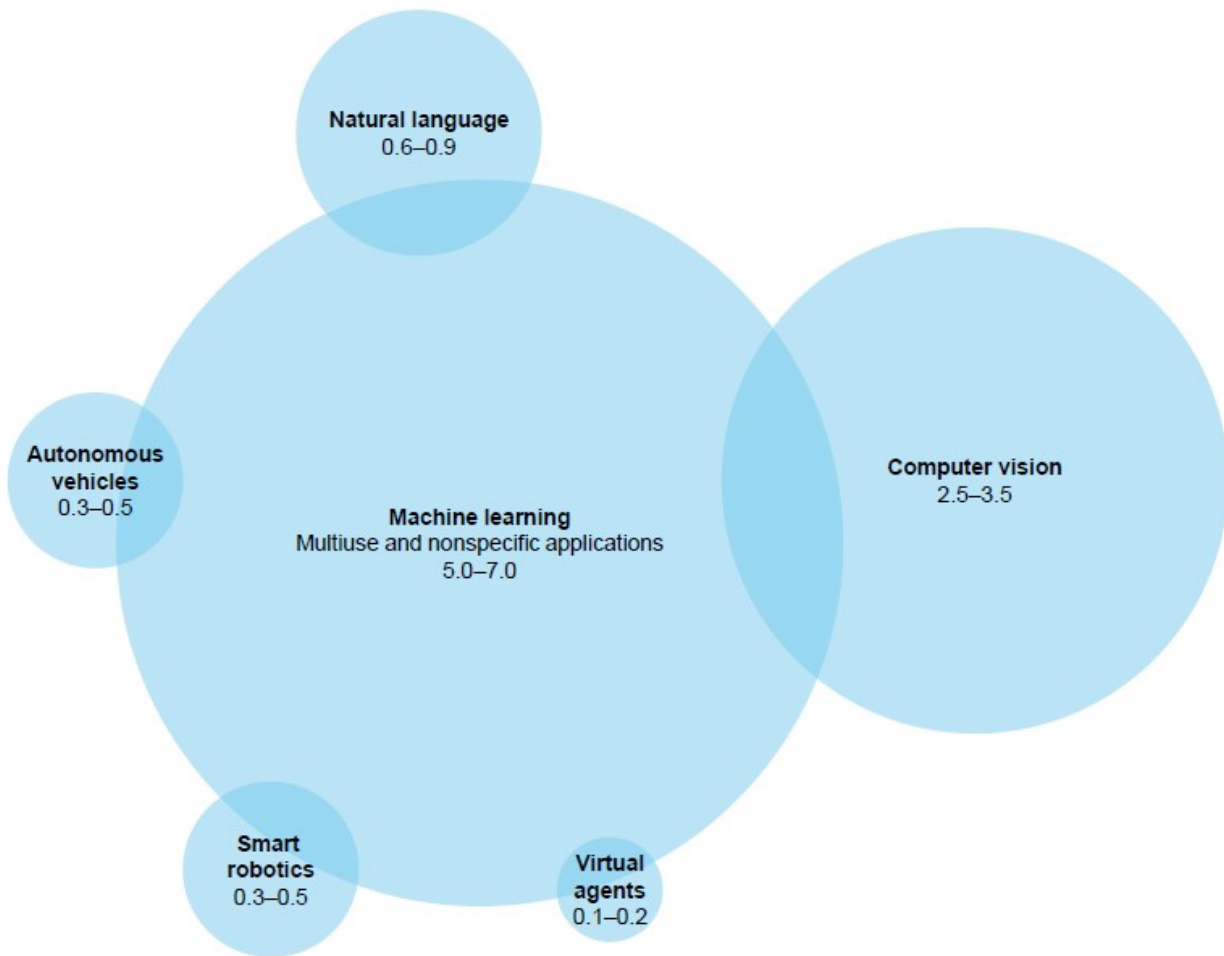 Natural language
0.6–0.9
Autonomous
vehicles
0.3–0.5
Computer vision
2.5–3.5
Machine learning
Multiuse and nonspecific applications
5.0–7.0
Smart
robotics
0.3–0.5
Virtual
agents
0.1–0.2